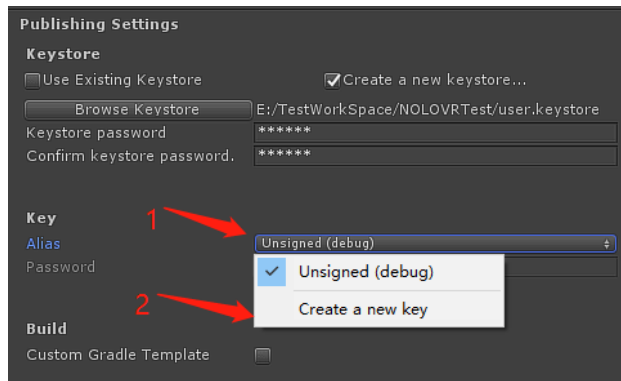 Publishing Settings
Keystore
Use Existing Keystore Create a new keystore...
Browse Keystore E:/TestWorkSpace/NOLOVRTest/user.keystore
Keystore password ******
Confirm keystore password. ******
Key
1
Alias Unsigned (debug)
Password Unsigned (debug)
2 Create a new key
Build
Custom Gradle Template